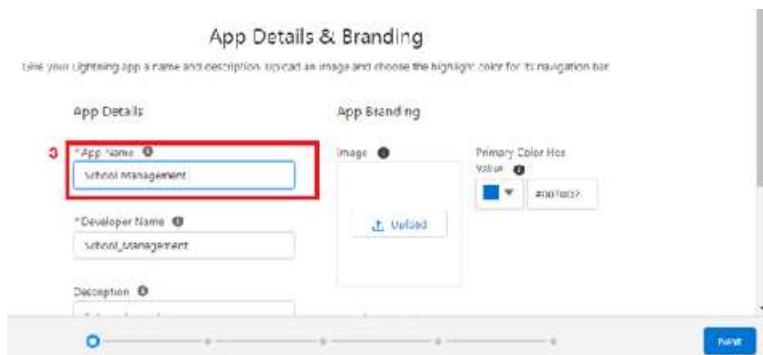 App Details & Branding
Give your Lightning app a name and description. Upload an image and choose the highlight color for its navigation bar.
App Details
App Branding
3
*App Name
School Management
Image
Primary Color Hex
Value
Upload
*Developer Name
School_Management
Description
Next